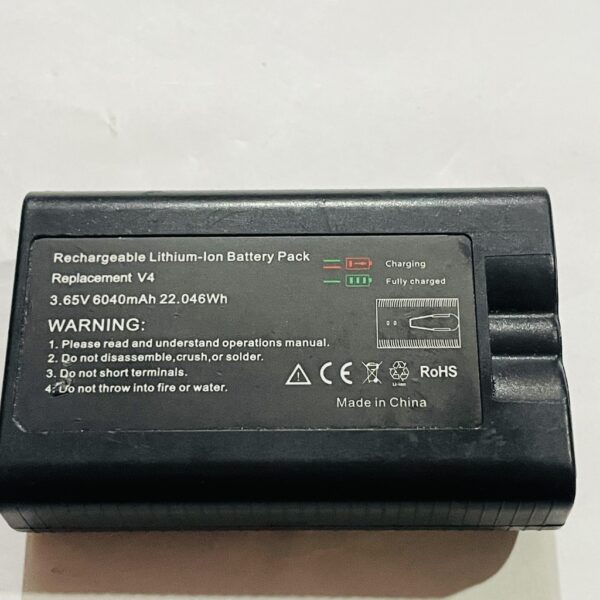 Rechargeable Lithium-Ion Battery Pack
Replacement V4
3.65V 6040mAh 22.046Wh
Charging
Fully charged
WARNING:
1. Please read and understand operations manual.
2. Do not disassemble,crush,or solder.
3. Do not short terminals.
4. Do not throw into fire or water.
CE Li-ion RoHS
Made in China